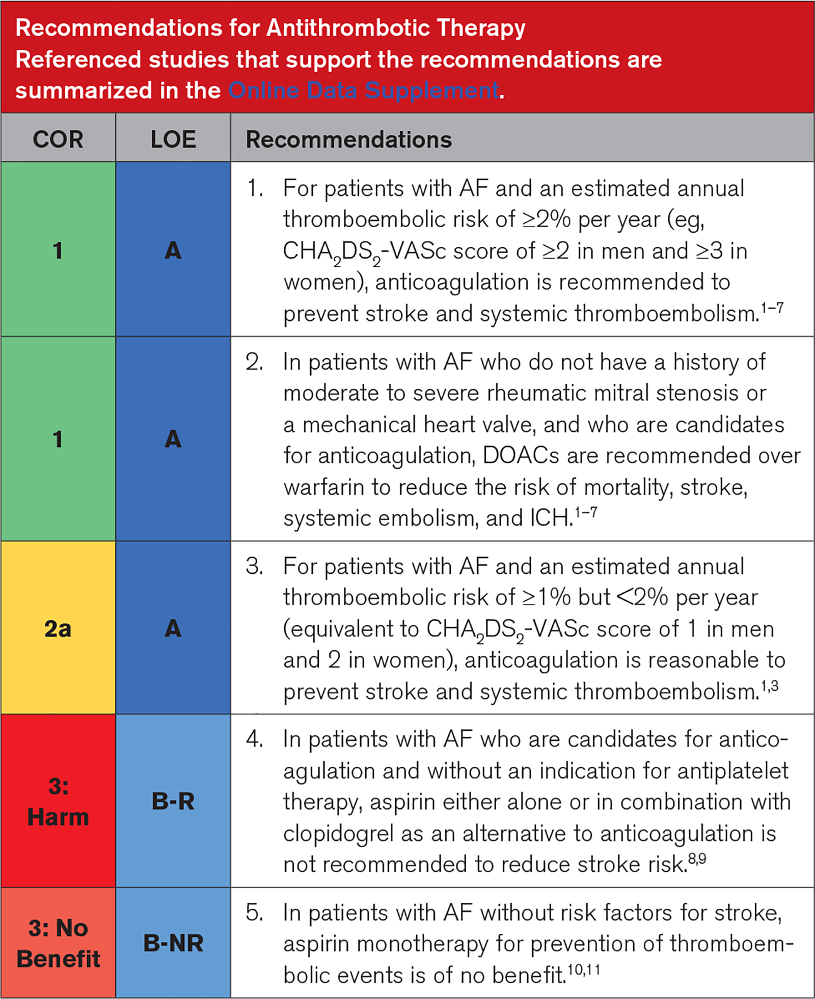 Recommendations for Antithrombotic Therapy
Referenced studies that support the recommendations are
summarized in the Online Data Supplement.
COR LOE Recommendations
1 A 1. For patients with AF and an estimated annual
thromboembolic risk of ≥2% per year (eg,
CHA₂DS₂-VASc score of ≥2 in men and ≥3 in
women), anticoagulation is recommended to
prevent stroke and systemic thromboembolism.¹⁻⁷
1 A 2. In patients with AF who do not have a history of
moderate to severe rheumatic mitral stenosis or
a mechanical heart valve, and who are candidates
for anticoagulation, DOACs are recommended over
warfarin to reduce the risk of mortality, stroke,
systemic embolism, and ICH.¹⁻⁷
2a A 3. For patients with AF and an estimated annual
thromboembolic risk of ≥1% but <2% per year
(equivalent to CHA₂DS₂-VASc score of 1 in men
and 2 in women), anticoagulation is reasonable to
prevent stroke and systemic thromboembolism.¹,³
3:
Harm
B-R
4. In patients with AF who are candidates for antico-
agulation and without an indication for antiplatelet
therapy, aspirin either alone or in combination with
clopidogrel as an alternative to anticoagulation is
not recommended to reduce stroke risk.⁸,⁹
3: No
Benefit
B-NR
5. In patients with AF without risk factors for stroke,
aspirin monotherapy for prevention of thromboem-
bolic events is of no benefit.¹⁰,¹¹